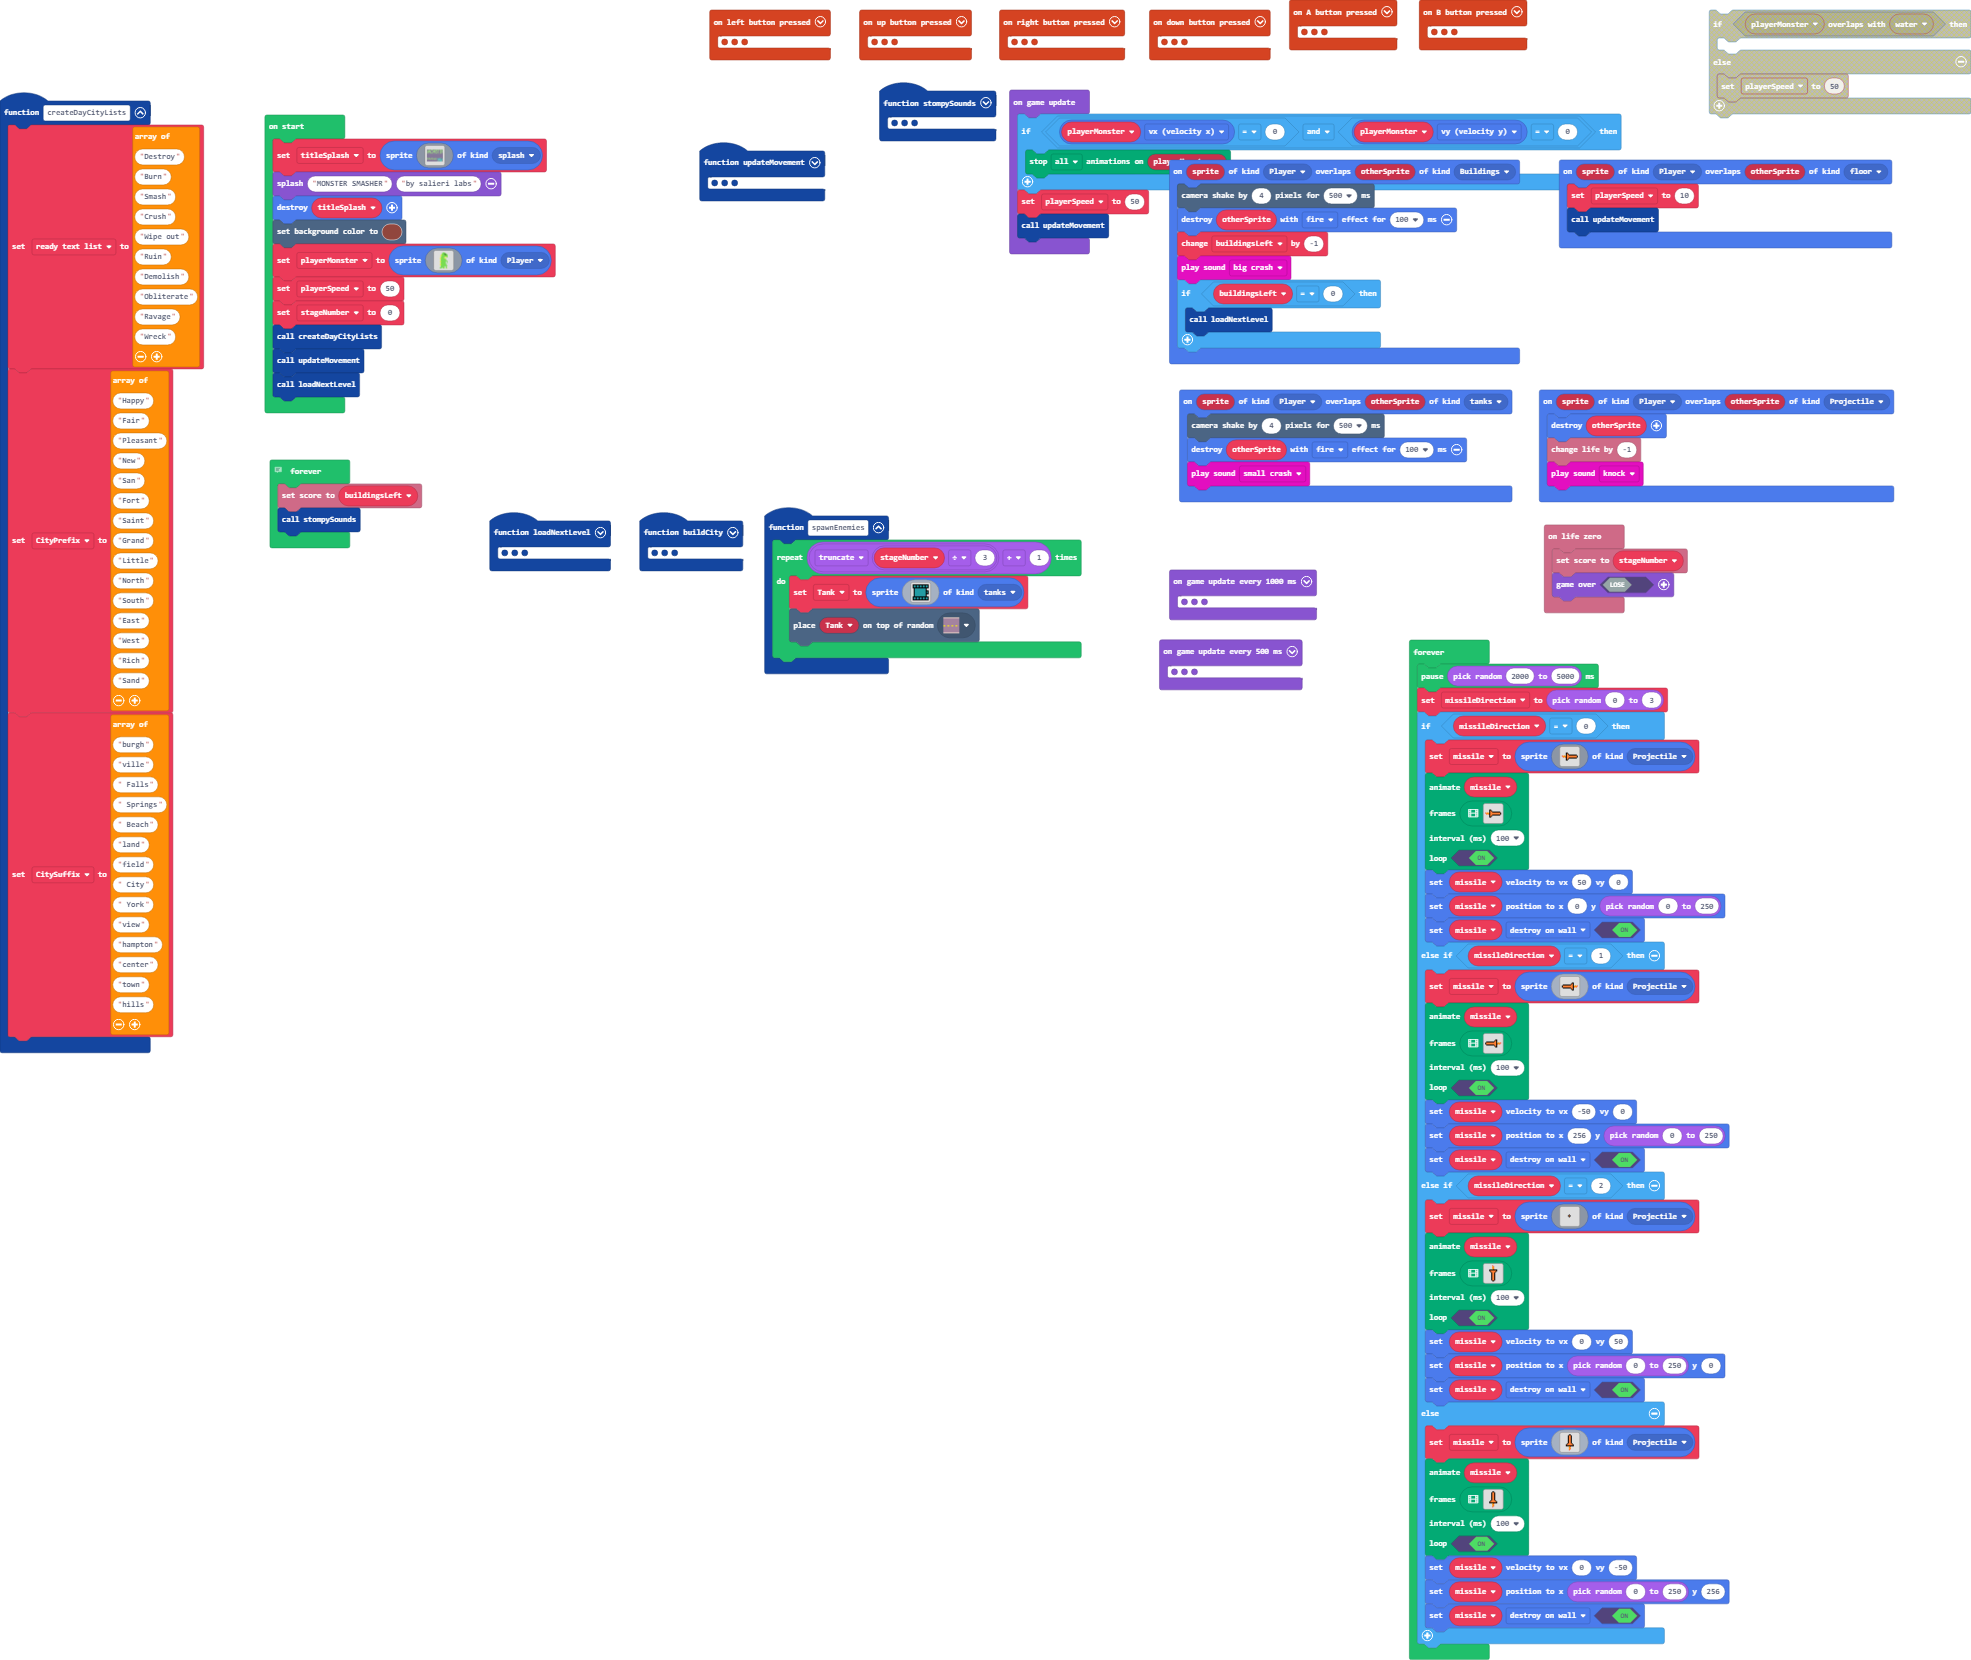 on left button pressed
on up button pressed
on right button pressed
on down button pressed
on A button pressed
on B button pressed
if playerMonster overlaps with water then
else
set playerSpeed to 50
function createDayCityLists
set ready text list to
array of
"Destroy"
"Burn"
"Smash"
"Crush"
"Wipe out"
"Ruin"
"Demolish"
"Obliterate"
"Ravage"
"Wreck"
set CityPrefix to
array of
"Happy"
"Fair"
"Pleasant"
"New"
"San"
"Fort"
"Saint"
"Grand"
"Little"
"North"
"South"
"East"
"West"
"Rich"
"Sand"
set CitySuffix to
array of
"burgh"
"ville"
" Falls"
" Springs"
" Beach"
"land"
"field"
" City"
" York"
"view"
"hampton"
"center"
"town"
"hills"
on start
set titleSplash to sprite of kind splash
splash "MONSTER SMASHER" "by salieri labs"
destroy titleSplash
set background color to
set playerMonster to sprite of kind Player
set playerSpeed to 50
set stageNumber to 0
call createDayCityLists
call updateMovement
call loadNextLevel
forever
set score to buildingsLeft
call stompySounds
function stompySounds
function updateMovement
function loadNextLevel
function buildCity
function spawnEnemies
repeat truncate stageNumber ÷ 3 ÷ 1 times
do
set Tank to sprite of kind tanks
place Tank on top of random
on game update
if playerMonster vx (velocity x) = 0 and playerMonster vy (velocity y) = 0 then
stop all animations on
set playerSpeed to 50
call updateMovement
on sprite of kind Player overlaps otherSprite of kind Buildings
camera shake by 4 pixels for 500 ms
destroy otherSprite with fire effect for 100 ms
change buildingsLeft by -1
play sound big crash
if buildingsLeft = 0 then
call loadNextLevel
on sprite of kind Player overlaps otherSprite of kind floor
set playerSpeed to 10
call updateMovement
on sprite of kind Player overlaps otherSprite of kind tanks
camera shake by 4 pixels for 500 ms
destroy otherSprite with fire effect for 100 ms
play sound small crash
on sprite of kind Player overlaps otherSprite of kind Projectile
destroy otherSprite
change life by -1
play sound knock
on life zero
set score to stageNumber
game over LOSE
on game update every 1000 ms
on game update every 500 ms
forever
pause pick random 2000 to 5000 ms
set missileDirection to pick random 0 to 3
if missileDirection = 0 then
set missile to sprite of kind Projectile
animate missile
frames
interval (ms) 100
loop ON
set missile velocity to vx 50 vy 0
set missile position to x 0 y pick random 0 to 250
set missile destroy on wall ON
else if missileDirection = 1 then
set missile to sprite of kind Projectile
animate missile
frames
interval (ms) 100
loop ON
set missile velocity to vx -50 vy 0
set missile position to x 256 y pick random 0 to 250
set missile destroy on wall ON
else if missileDirection = 2 then
set missile to sprite of kind Projectile
animate missile
frames
interval (ms) 100
loop ON
set missile velocity to vx 0 vy 50
set missile position to x pick random 0 to 250 y 0
set missile destroy on wall ON
else
set missile to sprite of kind Projectile
animate missile
frames
interval (ms) 100
loop ON
set missile velocity to vx 0 vy -50
set missile position to x pick random 0 to 250 y 256
set missile destroy on wall ON